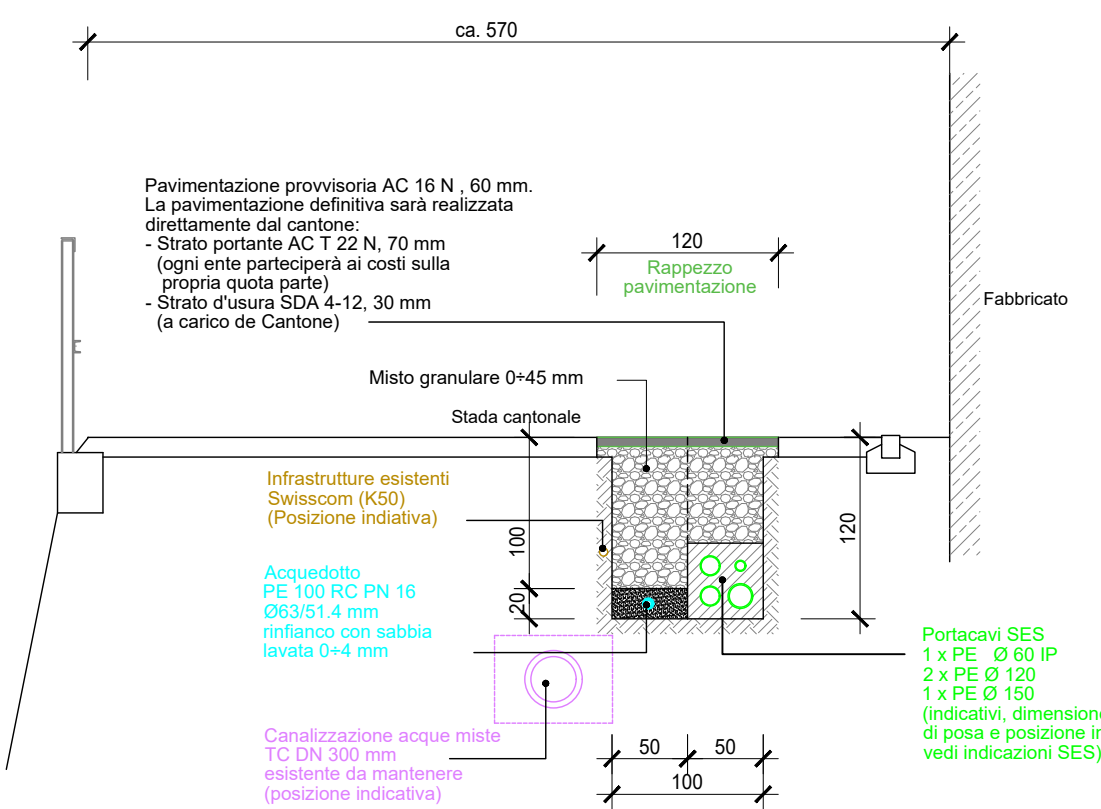 ca. 570
Pavimentazione provvisoria AC 16 N , 60 mm.
La pavimentazione definitiva sarà realizzata
direttamente dal cantone:
- Strato portante AC T 22 N, 70 mm
(ogni ente parteciperà ai costi sulla
propria quota parte)
- Strato d'usura SDA 4-12, 30 mm
(a carico de Cantone)
120
Rappezzo
pavimentazione
Fabbricato
Misto granulare 0÷45 mm
Stada cantonale
Infrastrutture esistenti
Swisscom (K50)
(Posizione indiativa)
100
20
120
Acquedotto
PE 100 RC PN 16
Ø63/51.4 mm
rinfianco con sabbia
lavata 0÷4 mm
Portacavi SES
1 x PE Ø 60 IP
2 x PE Ø 120
1 x PE Ø 150
(indicativi, dimension
di posa e posizione
vedi indicazioni SES)
Canalizzazione acque miste
TC DN 300 mm
esistente da mantenere
(posizione indicativa)
50
50
100